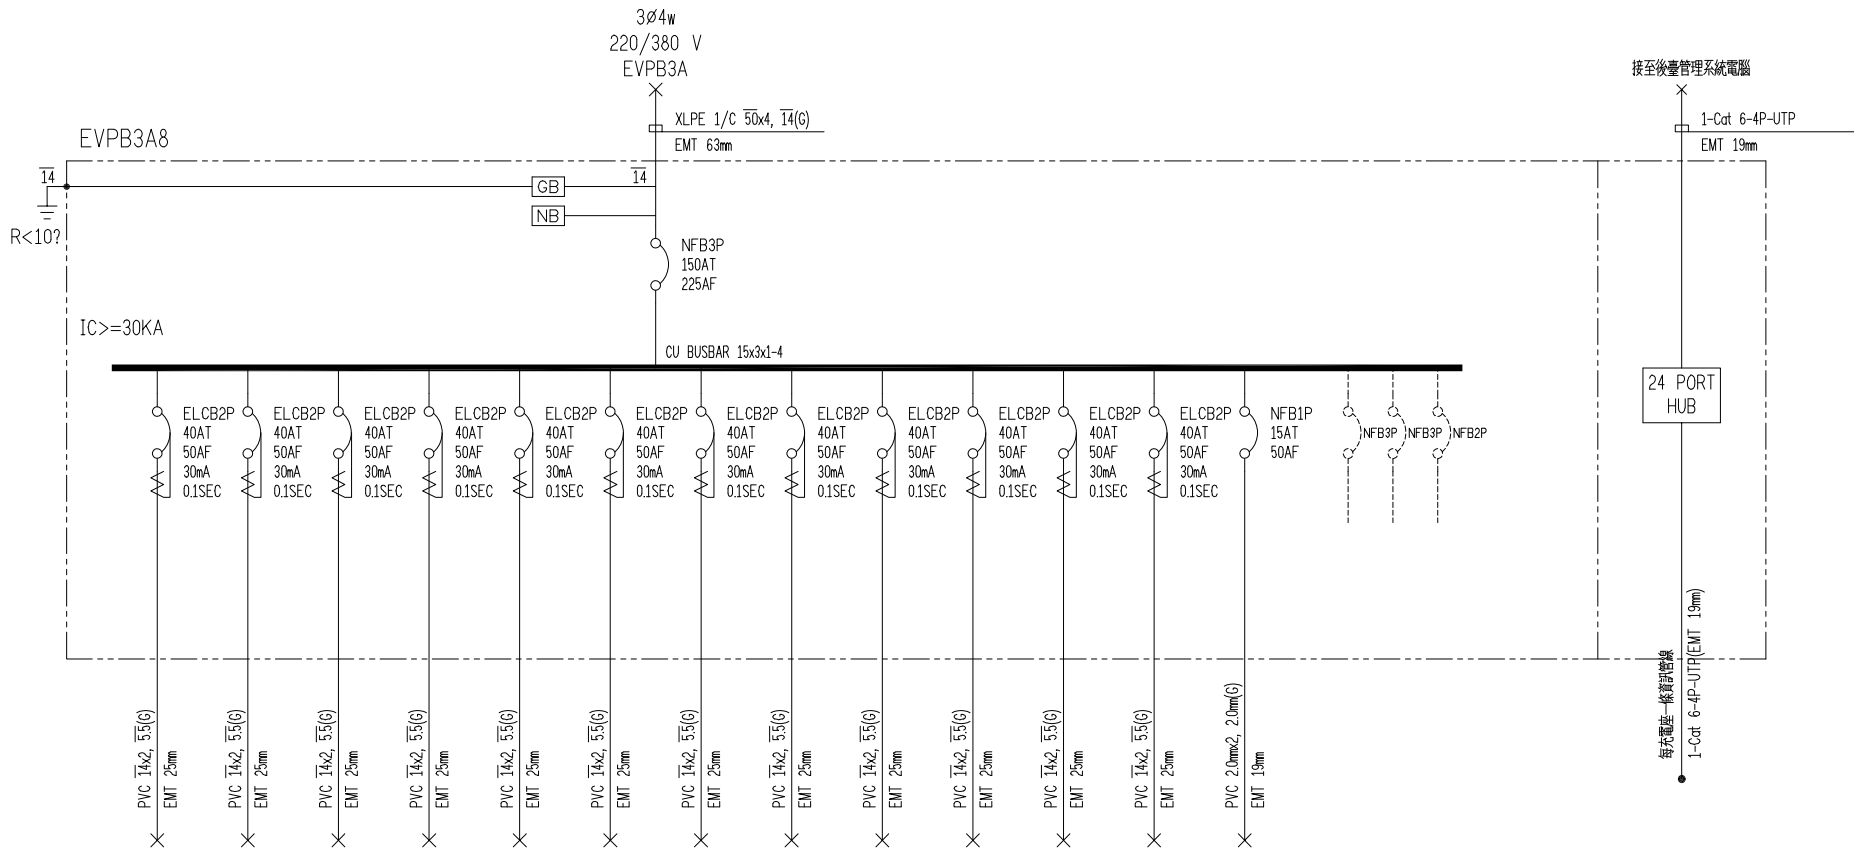 3Ø4w
220/380 V
EVPB3A
接至後臺管理系統電腦
XLPE 1/C 50x4, 14(G)
EMT 63mm
1-Cat 6-4P-UTP
EMT 19mm
EVPB3A8
14
GB
14
NB
R<10?
NFB3P
150AT
225AF
IC>=30KA
CU BUSBAR 15x3x1-4
24 PORT
HUB
ELCB2P
40AT
50AF
30mA
0.1SEC
ELCB2P
40AT
50AF
30mA
0.1SEC
ELCB2P
40AT
50AF
30mA
0.1SEC
ELCB2P
40AT
50AF
30mA
0.1SEC
ELCB2P
40AT
50AF
30mA
0.1SEC
ELCB2P
40AT
50AF
30mA
0.1SEC
ELCB2P
40AT
50AF
30mA
0.1SEC
ELCB2P
40AT
50AF
30mA
0.1SEC
ELCB2P
40AT
50AF
30mA
0.1SEC
ELCB2P
40AT
50AF
30mA
0.1SEC
ELCB2P
40AT
50AF
30mA
0.1SEC
ELCB2P
40AT
50AF
30mA
0.1SEC
NFB1P
15AT
50AF
NFB3P
NFB3P
NFB2P
PVC 14x2, 5.5(G)
EMT 25mm
PVC 14x2, 5.5(G)
EMT 25mm
PVC 14x2, 5.5(G)
EMT 25mm
PVC 14x2, 5.5(G)
EMT 25mm
PVC 14x2, 5.5(G)
EMT 25mm
PVC 14x2, 5.5(G)
EMT 25mm
PVC 14x2, 5.5(G)
EMT 25mm
PVC 14x2, 5.5(G)
EMT 25mm
PVC 14x2, 5.5(G)
EMT 25mm
PVC 14x2, 5.5(G)
EMT 25mm
PVC 14x2, 5.5(G)
EMT 25mm
PVC 14x2, 5.5(G)
EMT 25mm
PVC 2.0mmx2, 2.0mm(G)
EMT 19mm
每充電座一條資訊管線
1-Cat 6-4P-UTP(EMT 19mm)